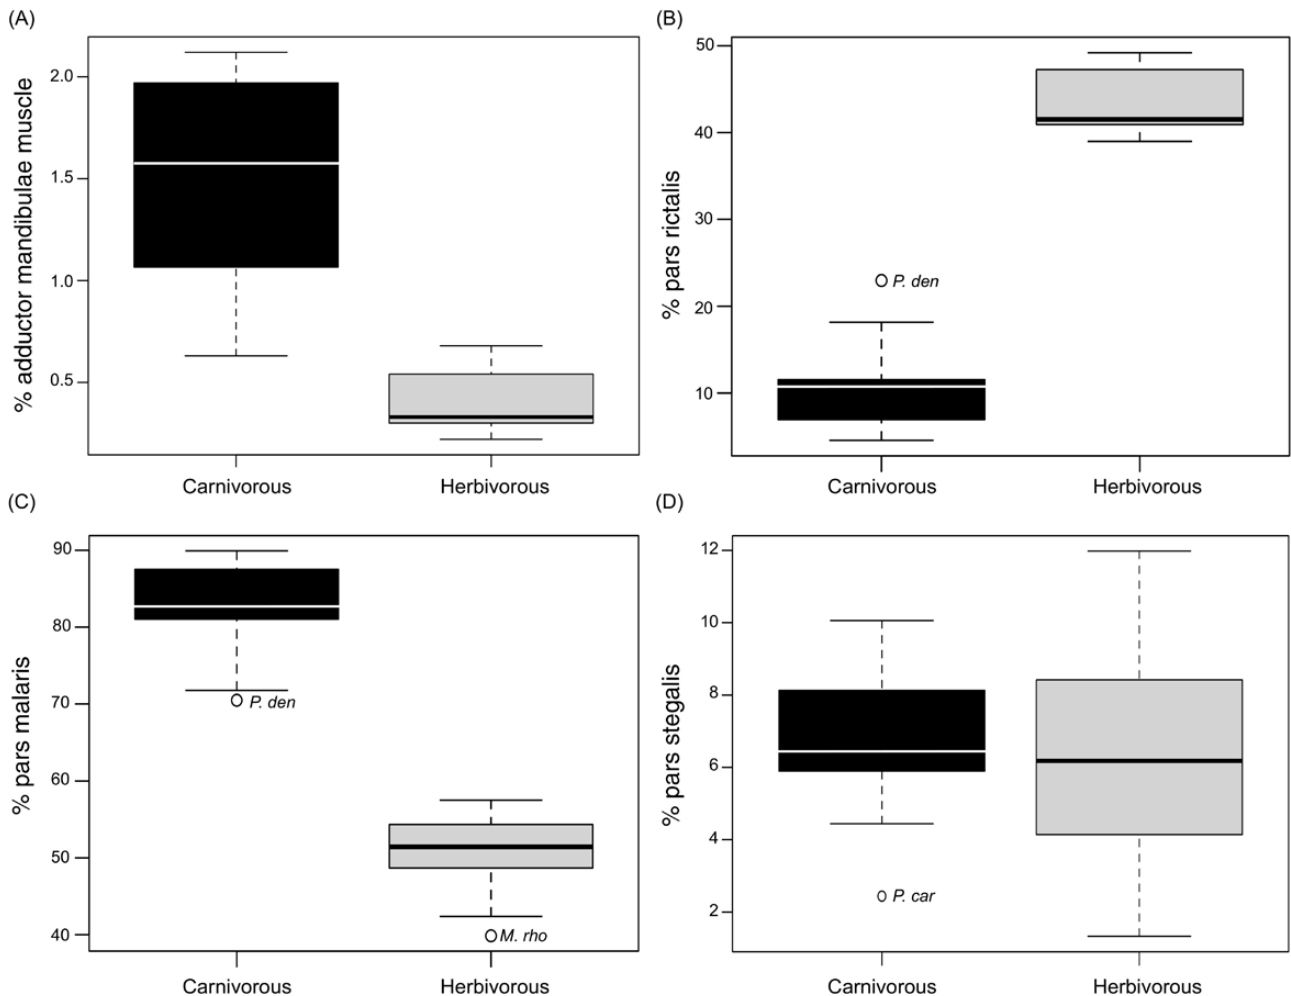 (A)
% adductor mandibulae muscle
2.0
1.5
1.0
0.5
Carnivorous
Herbivorous
(B)
% pars rictalis
50
40
30
20
10
P. den
Carnivorous
Herbivorous
(C)
% pars malaris
90
80
70
60
50
40
P. den
M. rho
Carnivorous
Herbivorous
(D)
% pars stegalis
12
10
8
6
4
2
P. car
Carnivorous
Herbivorous